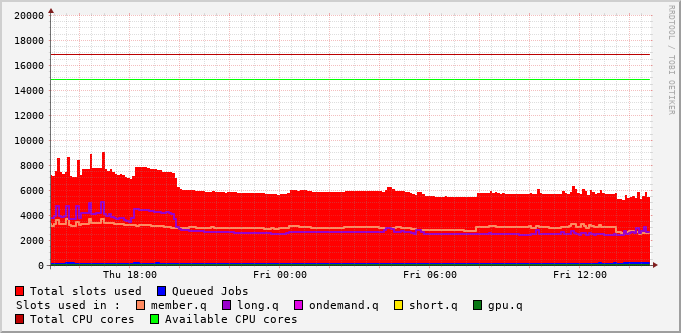 20000
18000
16000
14000
12000
10000
8000
6000
4000
2000
0
Thu 18:00 Fri 00:00 Fri 06:00 Fri 12:00
Total slots used Queued Jobs
Slots used in : member.q long.q ondemand.q short.q gpu.q
Total CPU cores Available CPU cores
RRDTOOL / TOBI OETIKER